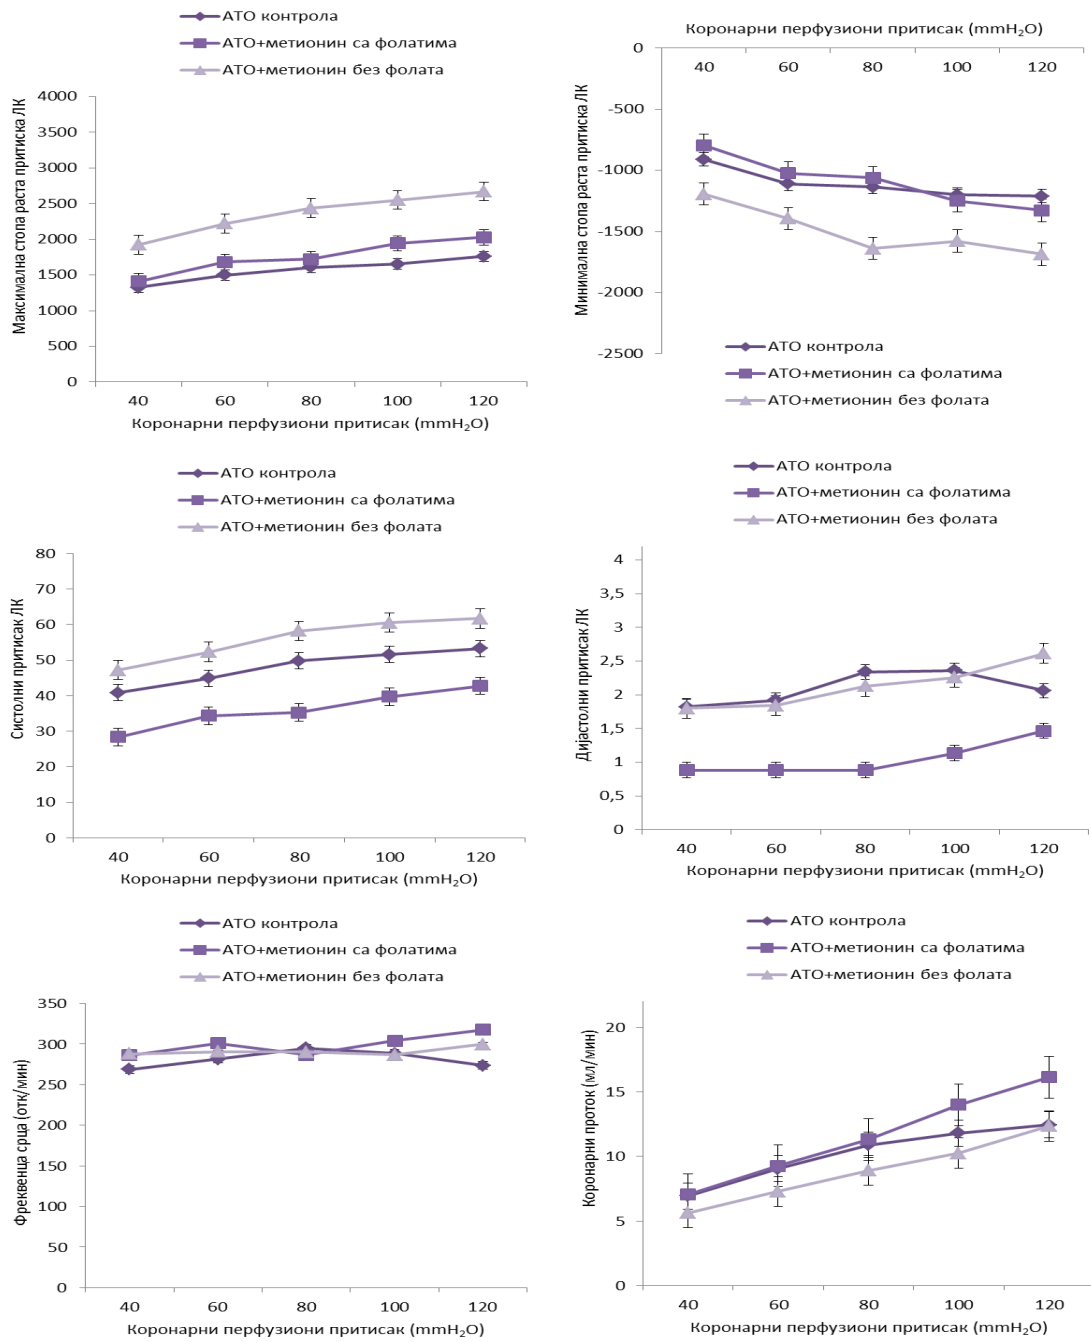 АТО контрола
АТО+метионин са фолатима
АТО+метионин без фолата
Максимална стопа раста притиска ЛК
4000
3500
3000
2500
2000
1500
1000
500
0
40 60 80 100 120
Коронарни перфузиони притисак (mmH₂O)
Коронарни перфузиони притисак (mmH₂O)
Минимална стопа раста притиска ЛК
0
40 60 80 100 120
-500
-1000
-1500
-2000
-2500
АТО контрола
АТО+метионин са фолатима
АТО+метионин без фолата
АТО контрола
АТО+метионин са фолатима
АТО+метионин без фолата
Систолни притисак ЛК
80
70
60
50
40
30
20
10
0
40 60 80 100 120
Коронарни перфузиони притисак (mmH₂O)
АТО контрола
АТО+метионин са фолатима
АТО+метионин без фолата
Дијастолни притисак ЛК
4
3,5
3
2,5
2
1,5
1
0,5
0
40 60 80 100 120
Коронарни перфузиони притисак (mmH₂O)
АТО контрола
АТО+метионин са фолатима
АТО+метионин без фолата
Фреквенца срца (отк/мин)
350
300
250
200
150
100
50
0
40 60 80 100 120
Коронарни перфузиони притисак (mmH₂O)
АТО контрола
АТО+метионин са фолатима
АТО+метионин без фолата
Коронарни проток (мл/мин)
20
15
10
5
0
40 60 80 100 120
Коронарни перфузиони притисак (mmH₂O)